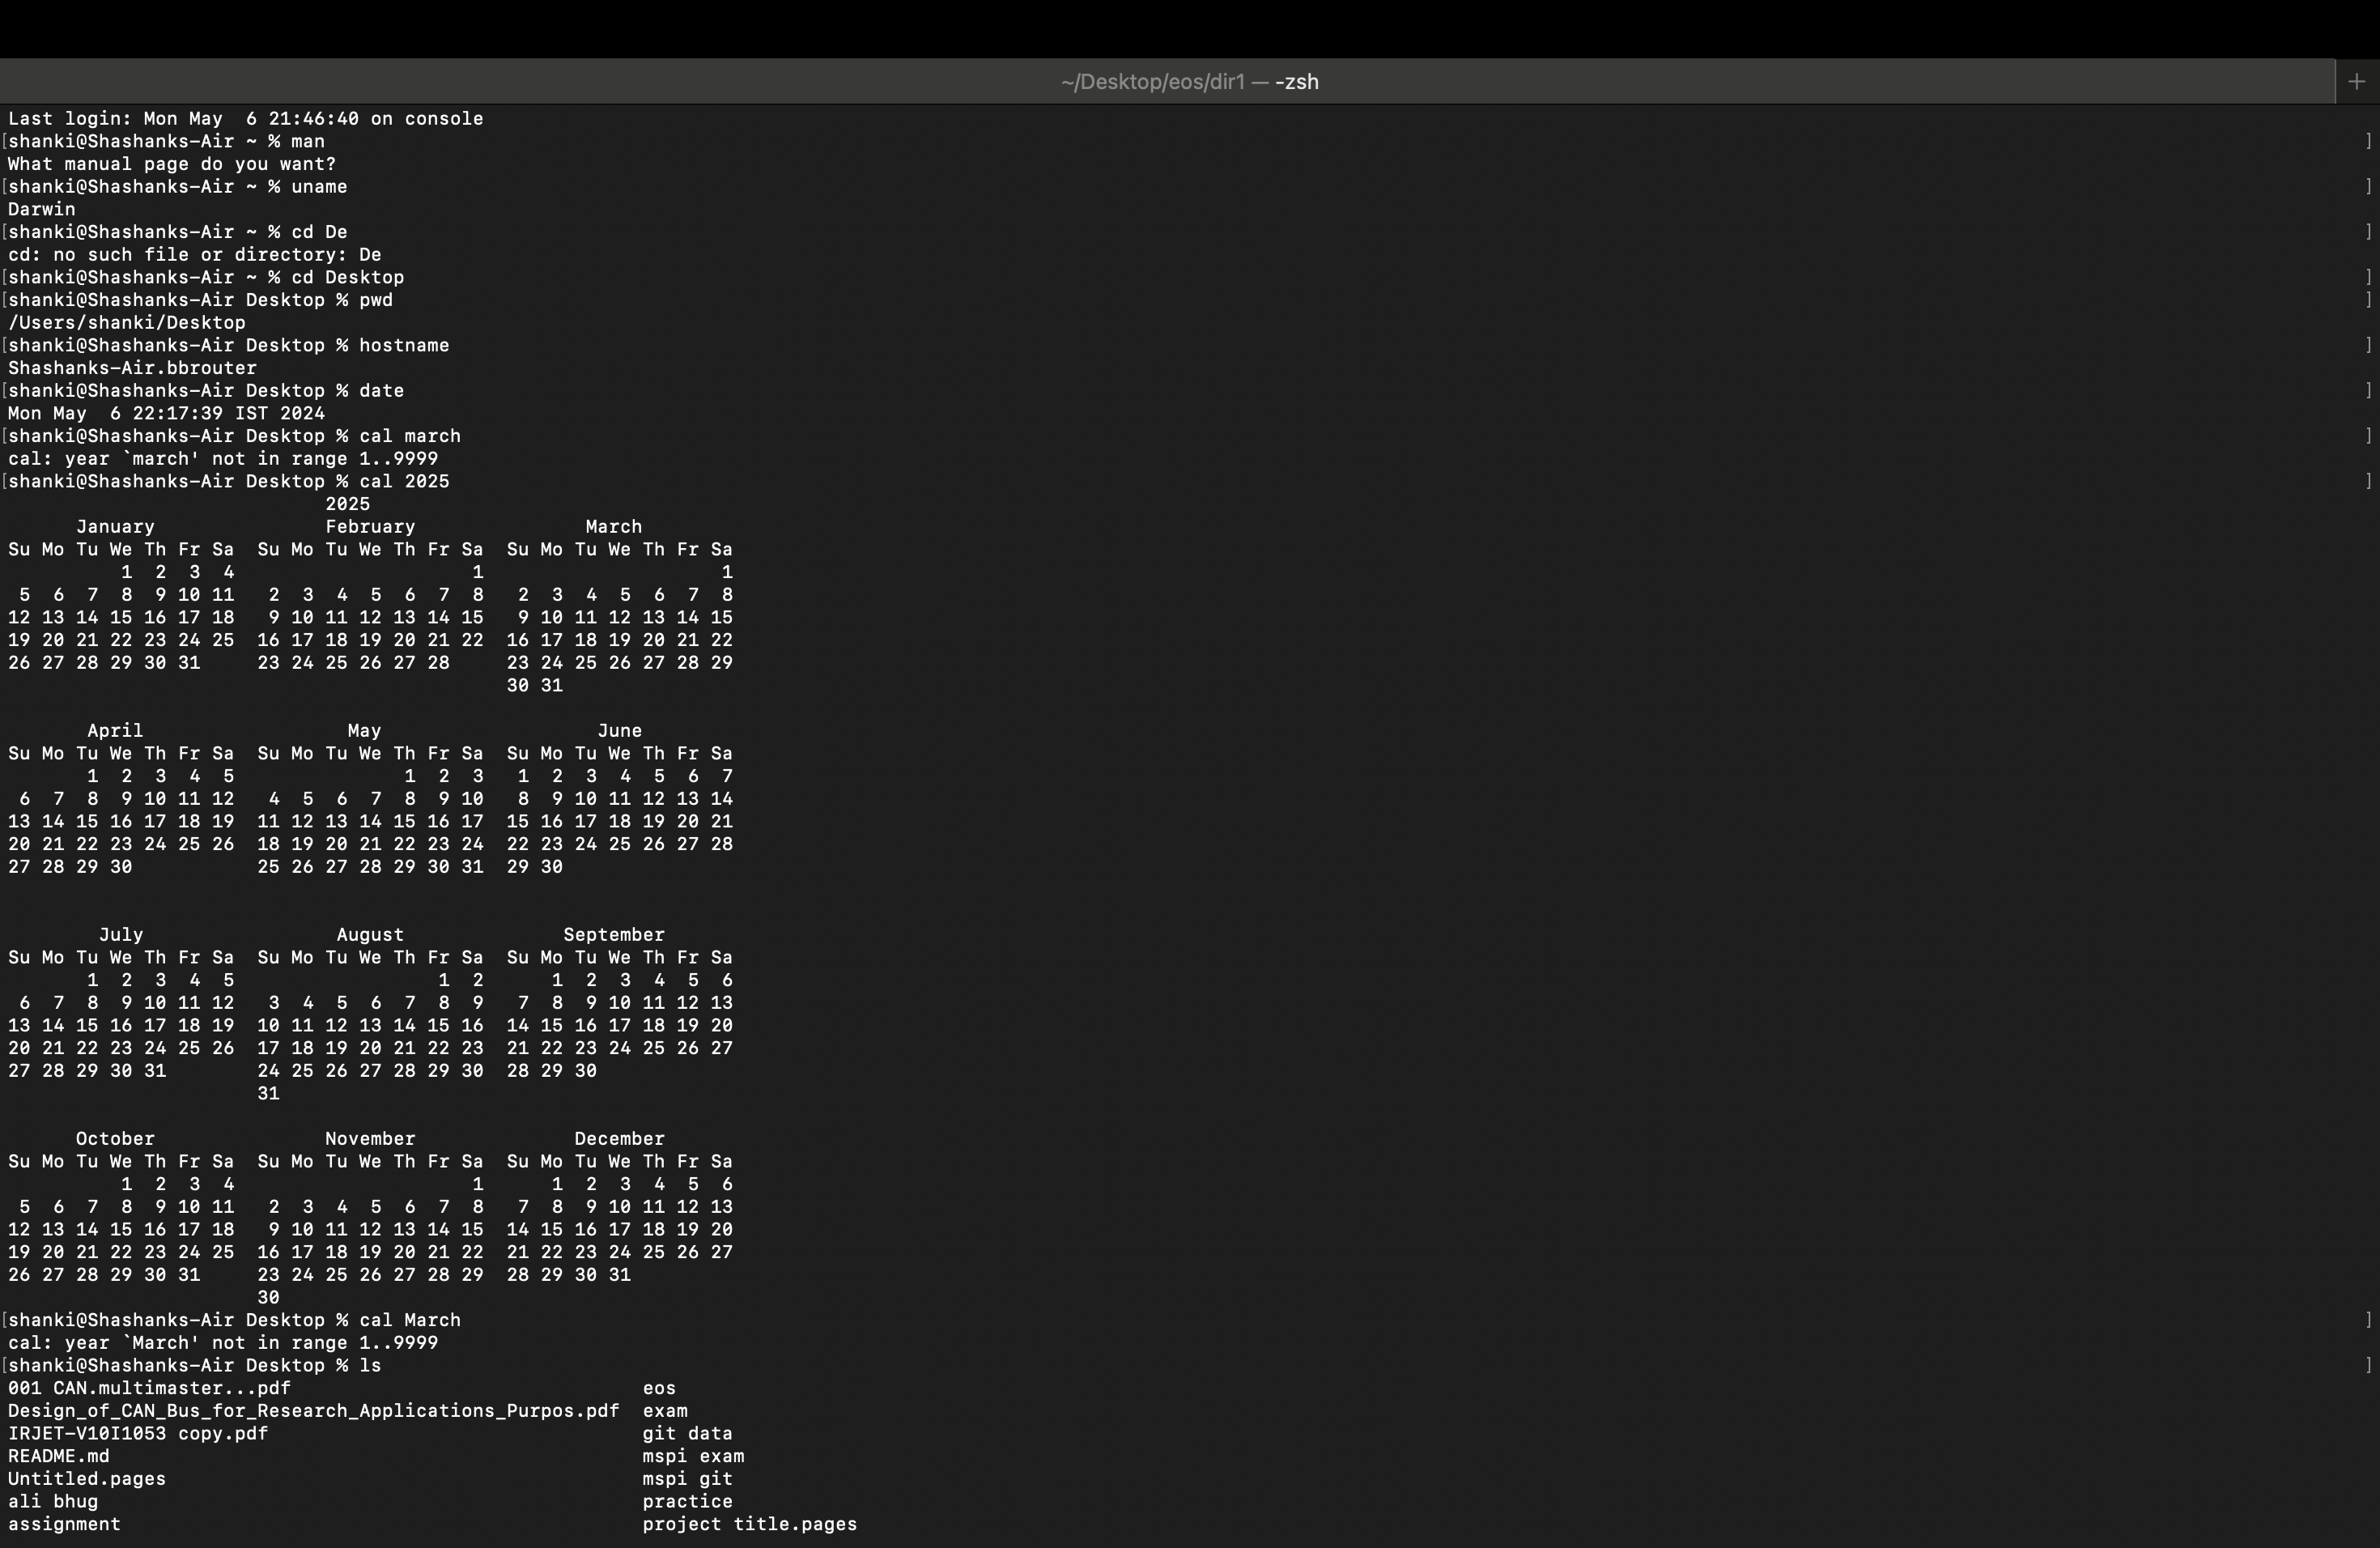 ~/Desktop/eos/dir1 — -zsh
Last login: Mon May  6 21:46:40 on console
[shanki@Shashanks-Air ~ % man ]
What manual page do you want?
[shanki@Shashanks-Air ~ % uname ]
Darwin
[shanki@Shashanks-Air ~ % cd De ]
cd: no such file or directory: De
[shanki@Shashanks-Air ~ % cd Desktop ]
[shanki@Shashanks-Air Desktop % pwd ]
/Users/shanki/Desktop
[shanki@Shashanks-Air Desktop % hostname ]
Shashanks-Air.bbrouter
[shanki@Shashanks-Air Desktop % date ]
Mon May  6 22:17:39 IST 2024
[shanki@Shashanks-Air Desktop % cal march ]
cal: year `march' not in range 1..9999
[shanki@Shashanks-Air Desktop % cal 2025 ]
                            2025
      January               February               March
Su Mo Tu We Th Fr Sa  Su Mo Tu We Th Fr Sa  Su Mo Tu We Th Fr Sa
          1  2  3  4                     1                     1
 5  6  7  8  9 10 11   2  3  4  5  6  7  8   2  3  4  5  6  7  8
12 13 14 15 16 17 18   9 10 11 12 13 14 15   9 10 11 12 13 14 15
19 20 21 22 23 24 25  16 17 18 19 20 21 22  16 17 18 19 20 21 22
26 27 28 29 30 31     23 24 25 26 27 28     23 24 25 26 27 28 29
                                            30 31
       April                  May                   June
Su Mo Tu We Th Fr Sa  Su Mo Tu We Th Fr Sa  Su Mo Tu We Th Fr Sa
       1  2  3  4  5               1  2  3   1  2  3  4  5  6  7
 6  7  8  9 10 11 12   4  5  6  7  8  9 10   8  9 10 11 12 13 14
13 14 15 16 17 18 19  11 12 13 14 15 16 17  15 16 17 18 19 20 21
20 21 22 23 24 25 26  18 19 20 21 22 23 24  22 23 24 25 26 27 28
27 28 29 30           25 26 27 28 29 30 31  29 30
        July                 August              September
Su Mo Tu We Th Fr Sa  Su Mo Tu We Th Fr Sa  Su Mo Tu We Th Fr Sa
       1  2  3  4  5                  1  2      1  2  3  4  5  6
 6  7  8  9 10 11 12   3  4  5  6  7  8  9   7  8  9 10 11 12 13
13 14 15 16 17 18 19  10 11 12 13 14 15 16  14 15 16 17 18 19 20
20 21 22 23 24 25 26  17 18 19 20 21 22 23  21 22 23 24 25 26 27
27 28 29 30 31        24 25 26 27 28 29 30  28 29 30
                      31
      October               November              December
Su Mo Tu We Th Fr Sa  Su Mo Tu We Th Fr Sa  Su Mo Tu We Th Fr Sa
          1  2  3  4                     1      1  2  3  4  5  6
 5  6  7  8  9 10 11   2  3  4  5  6  7  8   7  8  9 10 11 12 13
12 13 14 15 16 17 18   9 10 11 12 13 14 15  14 15 16 17 18 19 20
19 20 21 22 23 24 25  16 17 18 19 20 21 22  21 22 23 24 25 26 27
26 27 28 29 30 31     23 24 25 26 27 28 29  28 29 30 31
                      30
[shanki@Shashanks-Air Desktop % cal March ]
cal: year `March' not in range 1..9999
[shanki@Shashanks-Air Desktop % ls ]
001 CAN.multimaster...pdf                               eos
Design_of_CAN_Bus_for_Research_Applications_Purpos.pdf  exam
IRJET-V10I1053 copy.pdf                                 git data
README.md                                               mspi exam
Untitled.pages                                          mspi git
ali bhug                                                practice
assignment                                              project title.pages